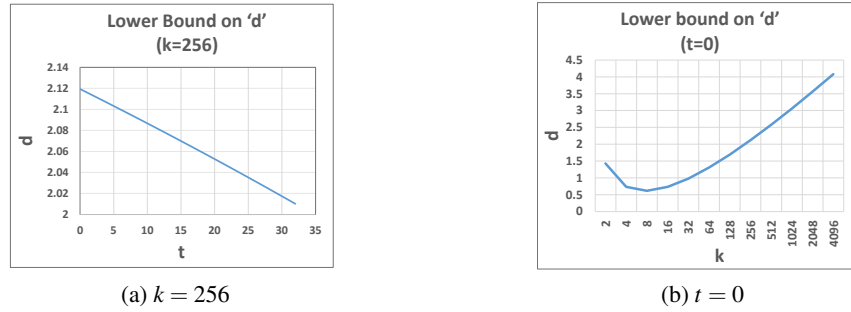 Lower Bound on ‘d’
(k=256)
2.14
2.12
2.1
2.08
2.06
2.04
2.02
2
d
0 5 10 15 20 25 30 35
t
(a) k = 256
Lower bound on ‘d’
(t=0)
4.5
4
3.5
3
2.5
2
1.5
1
0.5
0
d
2 4 8 16 32 64 128 256 512 1024 2048 4096
k
(b) t = 0